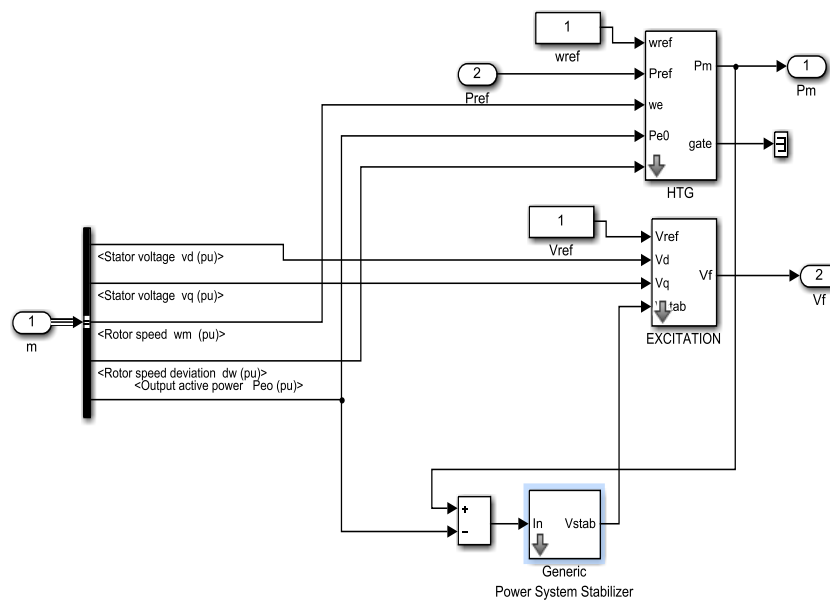 1
wref
2
Pref
wref
Pref
we
Pe0
Pm
gate
HTG
1
Pm
1
Vref
Vref
Vd
Vq
Vf
EXCITATION
2
Vf
1
m
<Stator voltage vd (pu)>
<Stator voltage vq (pu)>
<Rotor speed wm (pu)>
<Rotor speed deviation dw (pu)>
<Output active power Peo (pu)>
+
−
In
Vstab
Generic
Power System Stabilizer